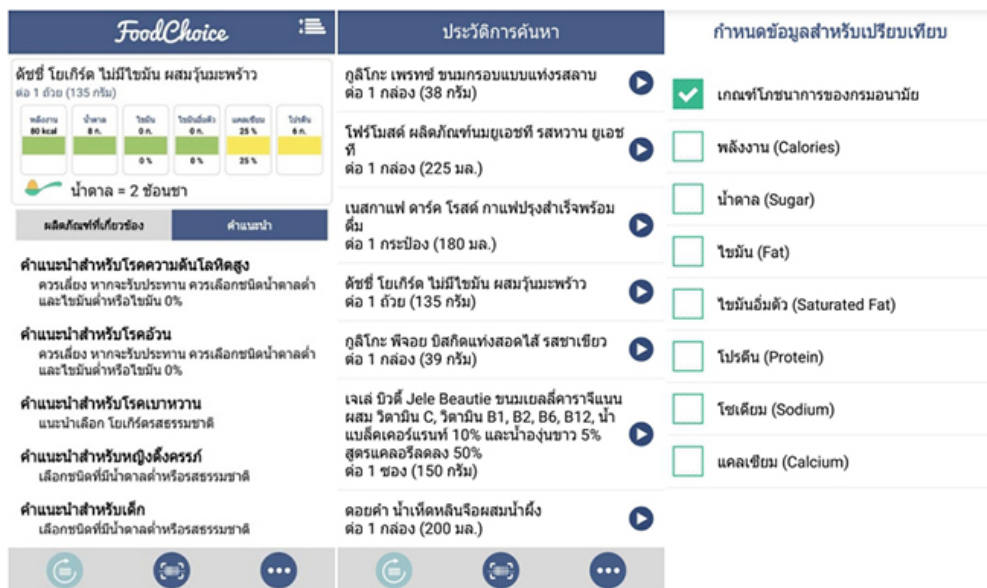 FoodChoice
ดัชชี่ โยเกิร์ต ไม่มีไขมัน ผสมวุ้นมะพร้าว
ต่อ 1 ถ้วย (135 กรัม)
พลังงาน น้ำตาล ไขมัน ไขมันอิ่มตัว แคลเซียม โปรตีน
80 kcal 8 ก. 0 ก. 0 ก. 25 % 6 ก.
0 % 0 % 25 %
น้ำตาล = 2 ช้อนชา
ผลิตภัณฑ์ที่เกี่ยวข้อง คำแนะนำ
คำแนะนำสำหรับโรคความดันโลหิตสูง
ควรเลี่ยง หากจะรับประทาน ควรเลือกชนิดน้ำตาลต่ำ
และไขมันต่ำหรือไขมัน 0%
คำแนะนำสำหรับโรคอ้วน
ควรเลี่ยง หากจะรับประทาน ควรเลือกชนิดน้ำตาลต่ำ
และไขมันต่ำหรือไขมัน 0%
คำแนะนำสำหรับโรคเบาหวาน
แนะนำเลือก โยเกิร์ตรสธรรมชาติ
คำแนะนำสำหรับหญิงตั้งครรภ์
เลือกชนิดที่มีน้ำตาลต่ำหรือรสธรรมชาติ
คำแนะนำสำหรับเด็ก
เลือกชนิดที่มีน้ำตาลต่ำหรือรสธรรมชาติ
ประวัติการค้นหา
กูลิโกะ เพรทซ์ ขนมกรอบแบบแท่งรสลาบ
ต่อ 1 กล่อง (38 กรัม)
โฟร์โมสต์ ผลิตภัณฑ์นมยูเอชที รสหวาน ยูเอช
ที
ต่อ 1 กล่อง (225 มล.)
เนสกาแฟ ดาร์ค โรสต์ กาแฟปรุงสำเร็จพร้อม
ดื่ม
ต่อ 1 กระป๋อง (180 มล.)
ดัชชี่ โยเกิร์ต ไม่มีไขมัน ผสมวุ้นมะพร้าว
ต่อ 1 ถ้วย (135 กรัม)
กูลิโกะ พีจอย บิสกิตแท่งสอดไส้ รสชาเขียว
ต่อ 1 กล่อง (39 กรัม)
เจเล่ บิวตี้ Jele Beautie ขนมเยลลี่คาราจีแนน
ผสม วิตามิน C, วิตามิน B1, B2, B6, B12, น้ำ
แบล็คเคอร์แรนท์ 10% และน้ำองุ่นขาว 5%
สูตรแคลอรีลดลง 50%
ต่อ 1 ซอง (150 กรัม)
ดอยคำ น้ำเห็ดหลินจือผสมน้ำผึ้ง
ต่อ 1 กล่อง (200 มล.)
กำหนดข้อมูลสำหรับเปรียบเทียบ
เกณฑ์โภชนาการของกรมอนามัย
พลังงาน (Calories)
น้ำตาล (Sugar)
ไขมัน (Fat)
ไขมันอิ่มตัว (Saturated Fat)
โปรตีน (Protein)
โซเดียม (Sodium)
แคลเซียม (Calcium)